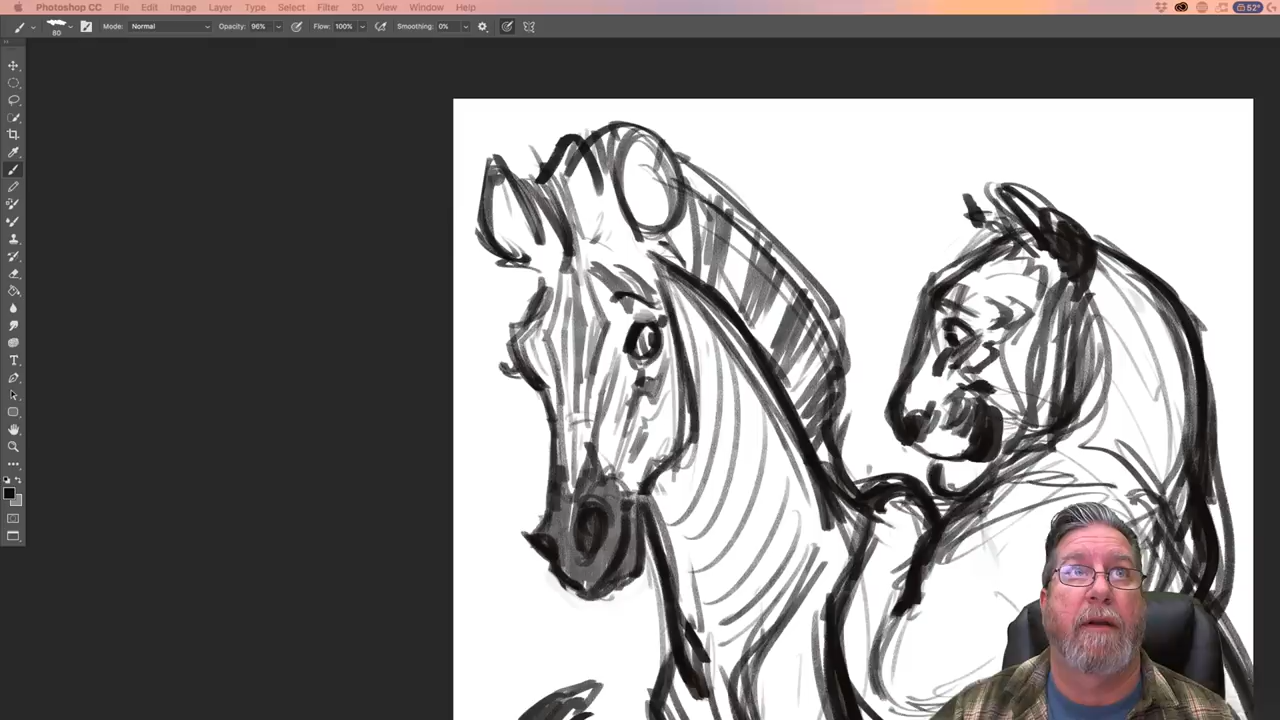 Photoshop CC File Edit Image Layer Type Select Filter 3D View Window Help 52°
80 Mode: Normal Opacity: 96% Flow: 100% Smoothing: 0%
T